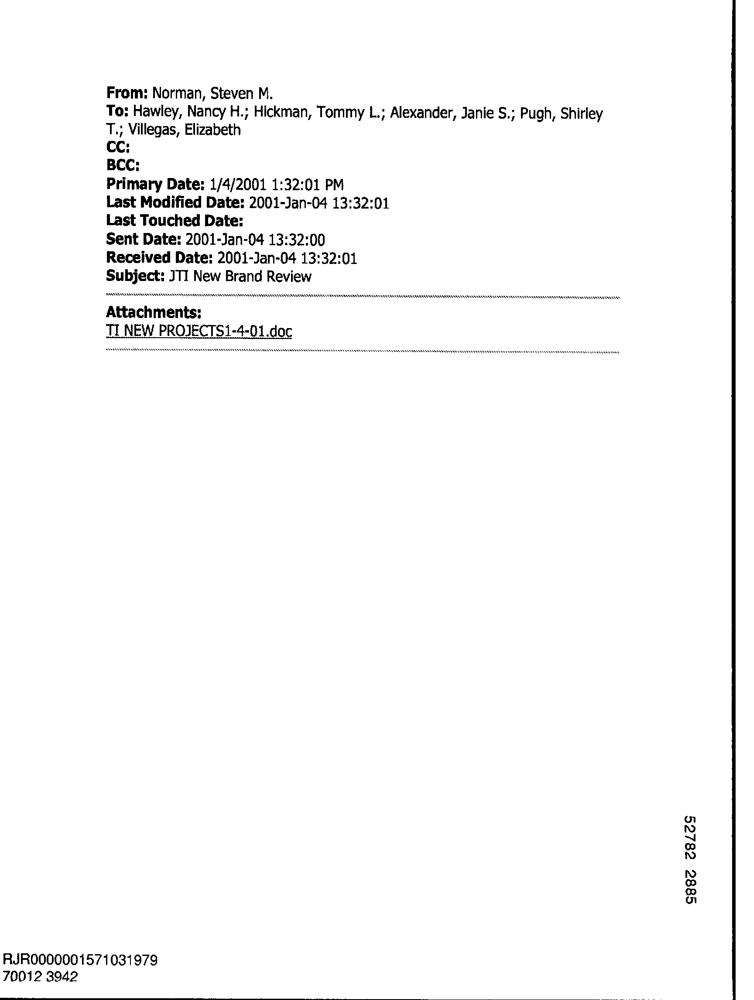 From: Norman, Steven M.
To: Hawley, Nancy H.; Hickman, Tommy L.; Alexander, Janie S.; Pugh, Shirley
T.; Villegas, Elizabeth
CC:
BCC:
Primary Date: 1/4/2001 1:32:01 PM
Last Modified Date: 2001-Jan-04 13:32:01
Last Touched Date:
Sent Date: 2001-Jan-04 13:32:00
Received Date: 2001-Jan-04 13:32:01
Subject: JTI New Brand Review
Attachments:
TI NEW PROJECTS1-4-01.doc
52782 2885
RJR0000001571031979
70012 3942